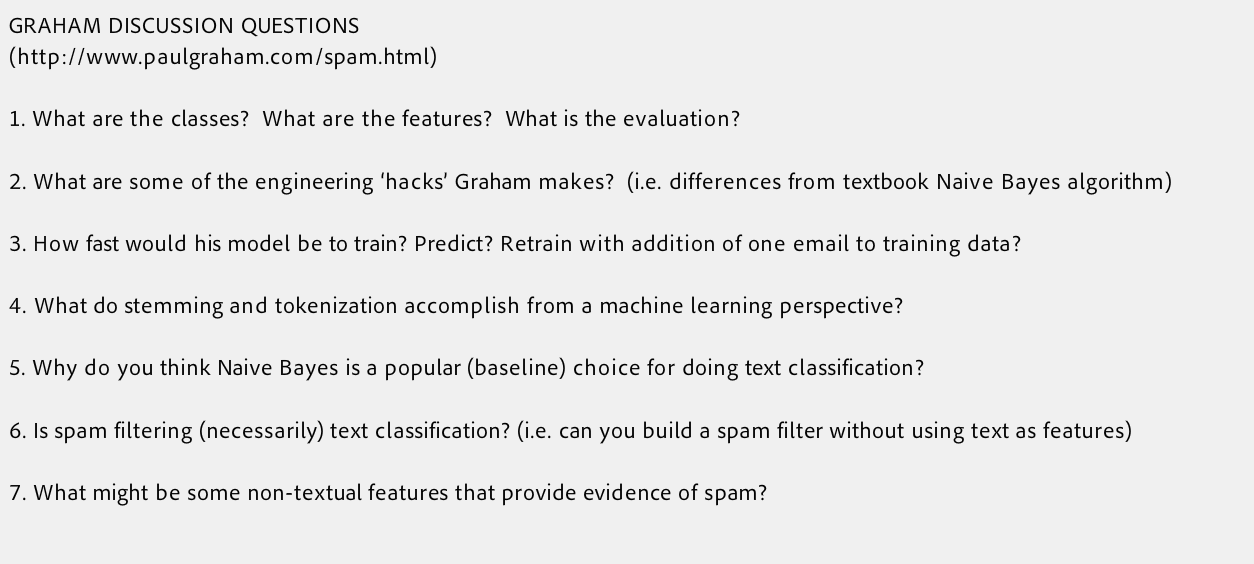 GRAHAM DISCUSSION QUESTIONS
(http://www.paulgraham.com/spam.html)
1. What are the classes?  What are the features?  What is the evaluation?
2. What are some of the engineering ‘hacks’ Graham makes?  (i.e. differences from textbook Naive Bayes algorithm)
3. How fast would his model be to train? Predict? Retrain with addition of one email to training data?
4. What do stemming and tokenization accomplish from a machine learning perspective?
5. Why do you think Naive Bayes is a popular (baseline) choice for doing text classification?
6. Is spam filtering (necessarily) text classification? (i.e. can you build a spam filter without using text as features)
7. What might be some non-textual features that provide evidence of spam?